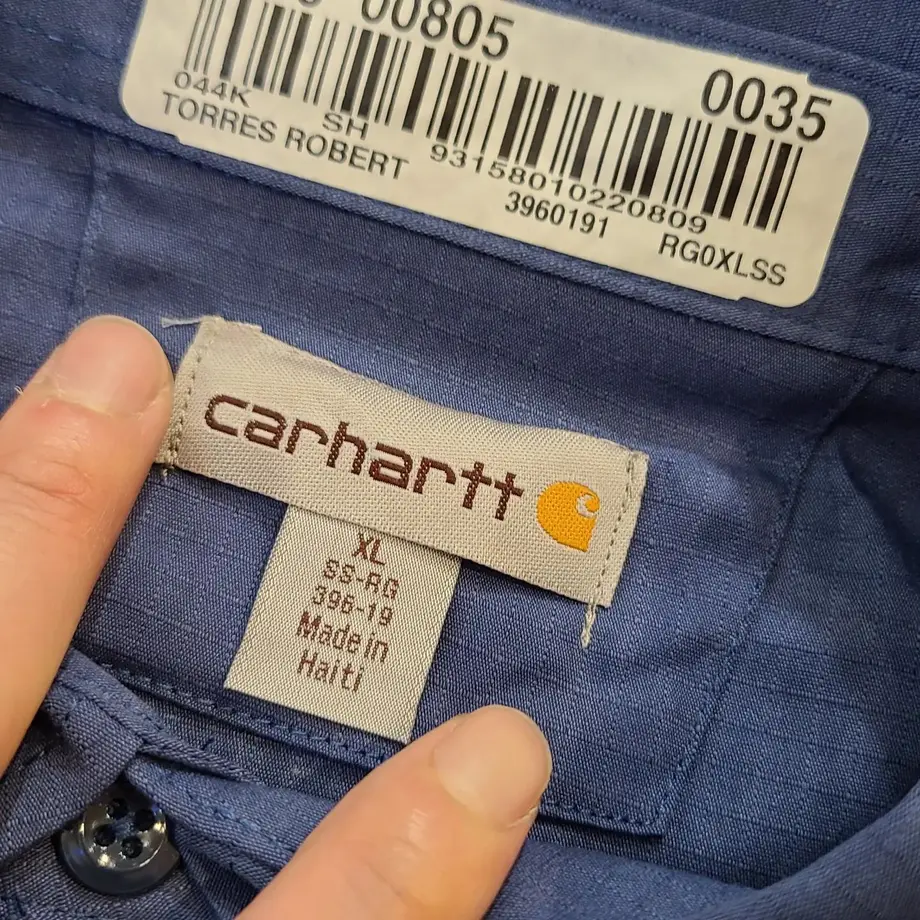 00805
0035
044K
SH
TORRES ROBERT
93158010220809
3960191
RG0XLSS
carhartt
XL
SS-RG
396-19
Made in
Haiti